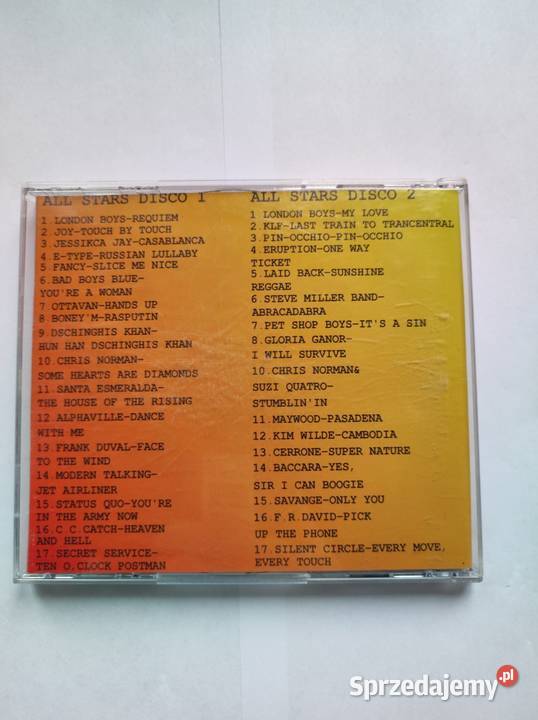 ALL STARS DISCO 1
1.LONDON BOYS-REQUIEM
2.JOY-TOUCH BY TOUCH
3.JESSIKCA JAY-CASABLANCA
4.E-TYPE-RUSSIAN LULLABY
5.FANCY-SLICE ME NICE
6.BAD BOYS BLUE-
YOU'RE A WOMAN
7.OTTAVAN-HANDS UP
8 BONEY'M-RASPUTIN
9.DSCHINGHIS KHAN-
HUN HAN DSCHINGHIS KHAN
10.CHRIS NORMAN-
SOME HEARTS ARE DIAMONDS
11.SANTA ESMERALDA-
THE HOUSE OF THE RISING
12 ALPHAVILLE-DANCE
WITH ME
13.FRANK DUVAL-FACE
TO THE WIND
14.MODERN TALKING-
JET AIRLINER
15.STATUS QUO-YOU'RE
IN THE ARMY NOW
16.C.C.CATCH-HEAVEN
AND HELL
17.SECRET SERVICE-
TEN O,CLOCK POSTMAN
ALL STARS DISCO 2
1 LONDON BOYS-MY LOVE
2.KLF-LAST TRAIN TO TRANCENTRAL
3.PIN-OCCHIO-PIN-OCCHIO
4.ERUPTION-ONE WAY
TICKET
5.LAID BACK-SUNSHINE
REGGAE
6.STEVE MILLER BAND-
ABRACADABRA
7.PET SHOP BOYS-IT'S A SIN
8.GLORIA GANOR-
I WILL SURVIVE
10.CHRIS NORMAN&
SUZI QUATRO-
STUMBLIN'IN
11.MAYWOOD-PASADENA
12.KIM WILDE-CAMBODIA
13.CERRONE-SUPER NATURE
14.BACCARA-YES,
SIR I CAN BOOGIE
15.SAVANGE-ONLY YOU
16.F.R.DAVID-PICK
UP THE PHONE
17.SILENT CIRCLE-EVERY MOVE,
EVERY TOUCH
Sprzedajemy.pl